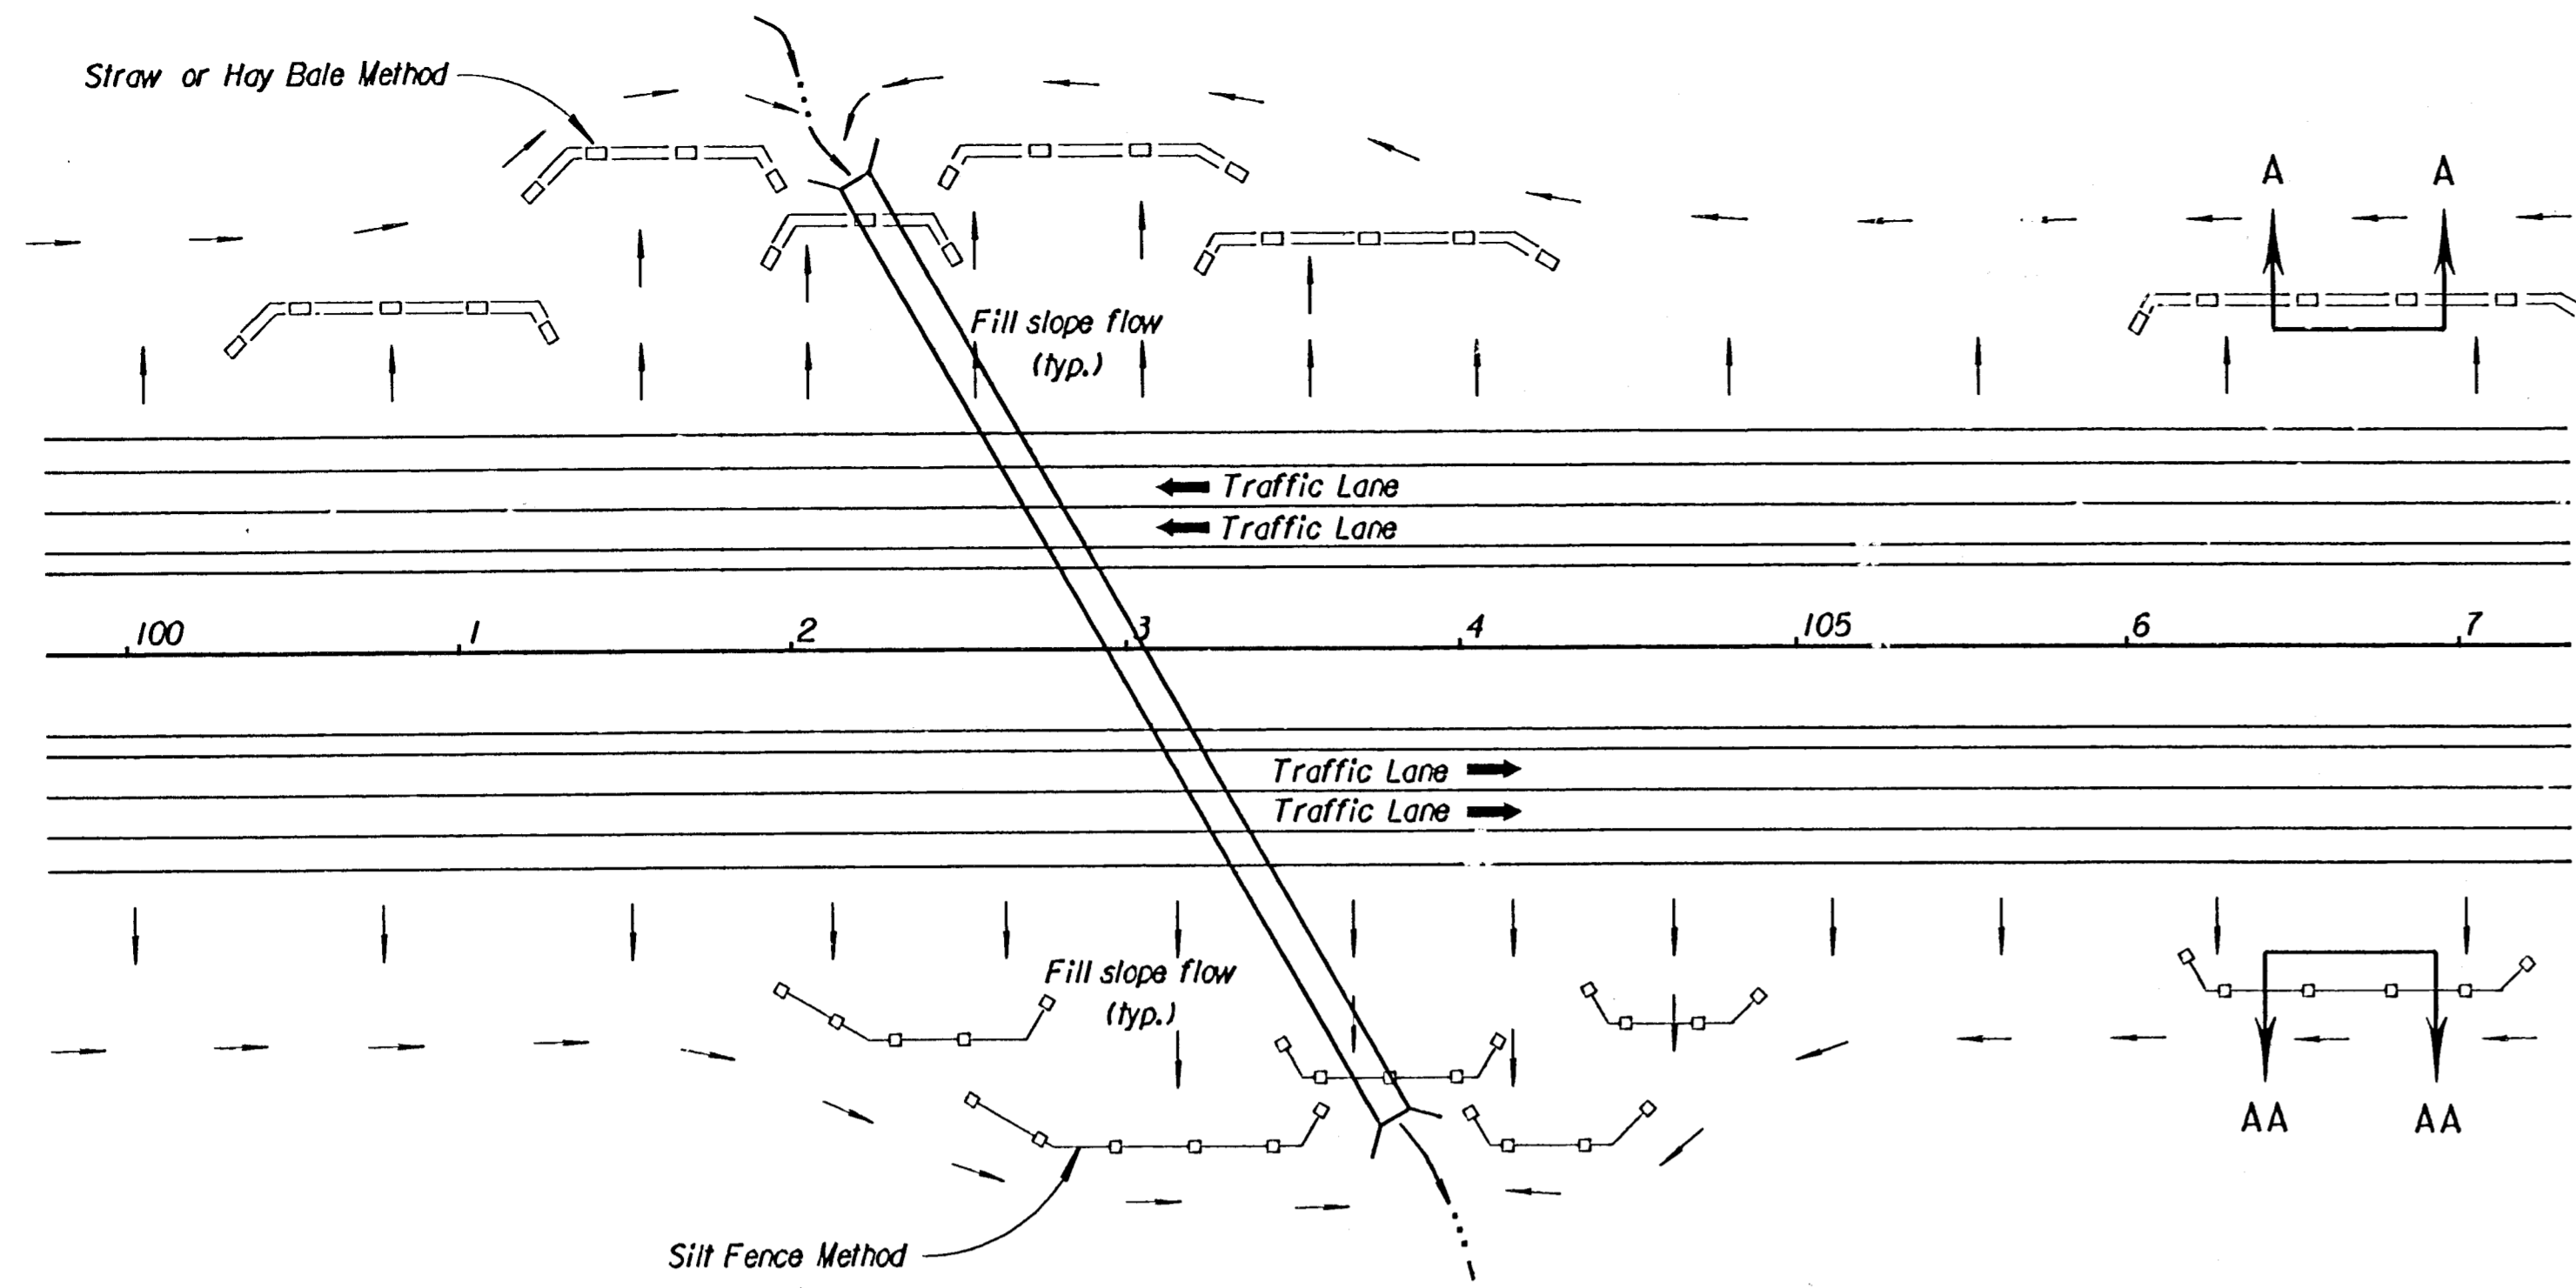 Straw or Hay Bale Method
A A
Fill slope flow
(typ.)
Traffic Lane
Traffic Lane
100 1 2 3 4 105 6 7
Traffic Lane
Traffic Lane
Fill slope flow
(typ.)
AA AA
Silt Fence Method